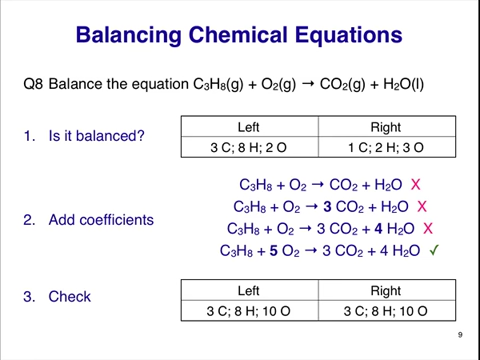 Balancing Chemical Equations
Q8 Balance the equation C₃H₈(g) + O₂(g) → CO₂(g) + H₂O(l)
1. Is it balanced?
Left Right
3 C; 8 H; 2 O 1 C; 2 H; 3 O
2. Add coefficients
C₃H₈ + O₂ → CO₂ + H₂O X
C₃H₈ + O₂ → 3 CO₂ + H₂O X
C₃H₈ + O₂ → 3 CO₂ + 4 H₂O X
C₃H₈ + 5 O₂ → 3 CO₂ + 4 H₂O ✓
3. Check
Left Right
3 C; 8 H; 10 O 3 C; 8 H; 10 O
9